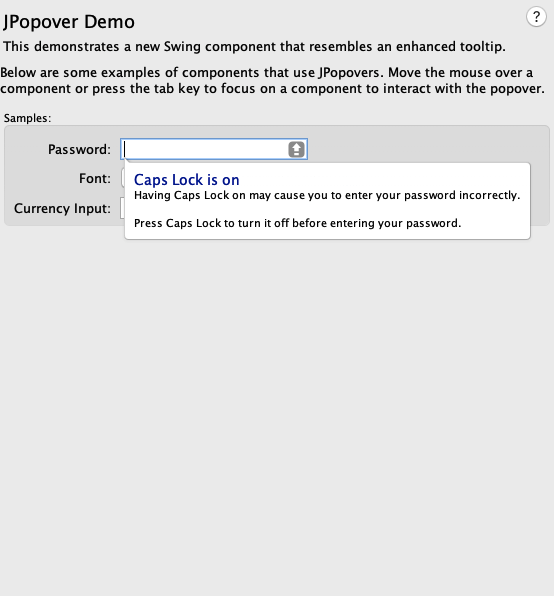 JPopover Demo
?
This demonstrates a new Swing component that resembles an enhanced tooltip.
Below are some examples of components that use JPopovers. Move the mouse over a
component or press the tab key to focus on a component to interact with the popover.
Samples:
Password:
Font:
Caps Lock is on
Having Caps Lock on may cause you to enter your password incorrectly.
Currency Input:
Press Caps Lock to turn it off before entering your password.